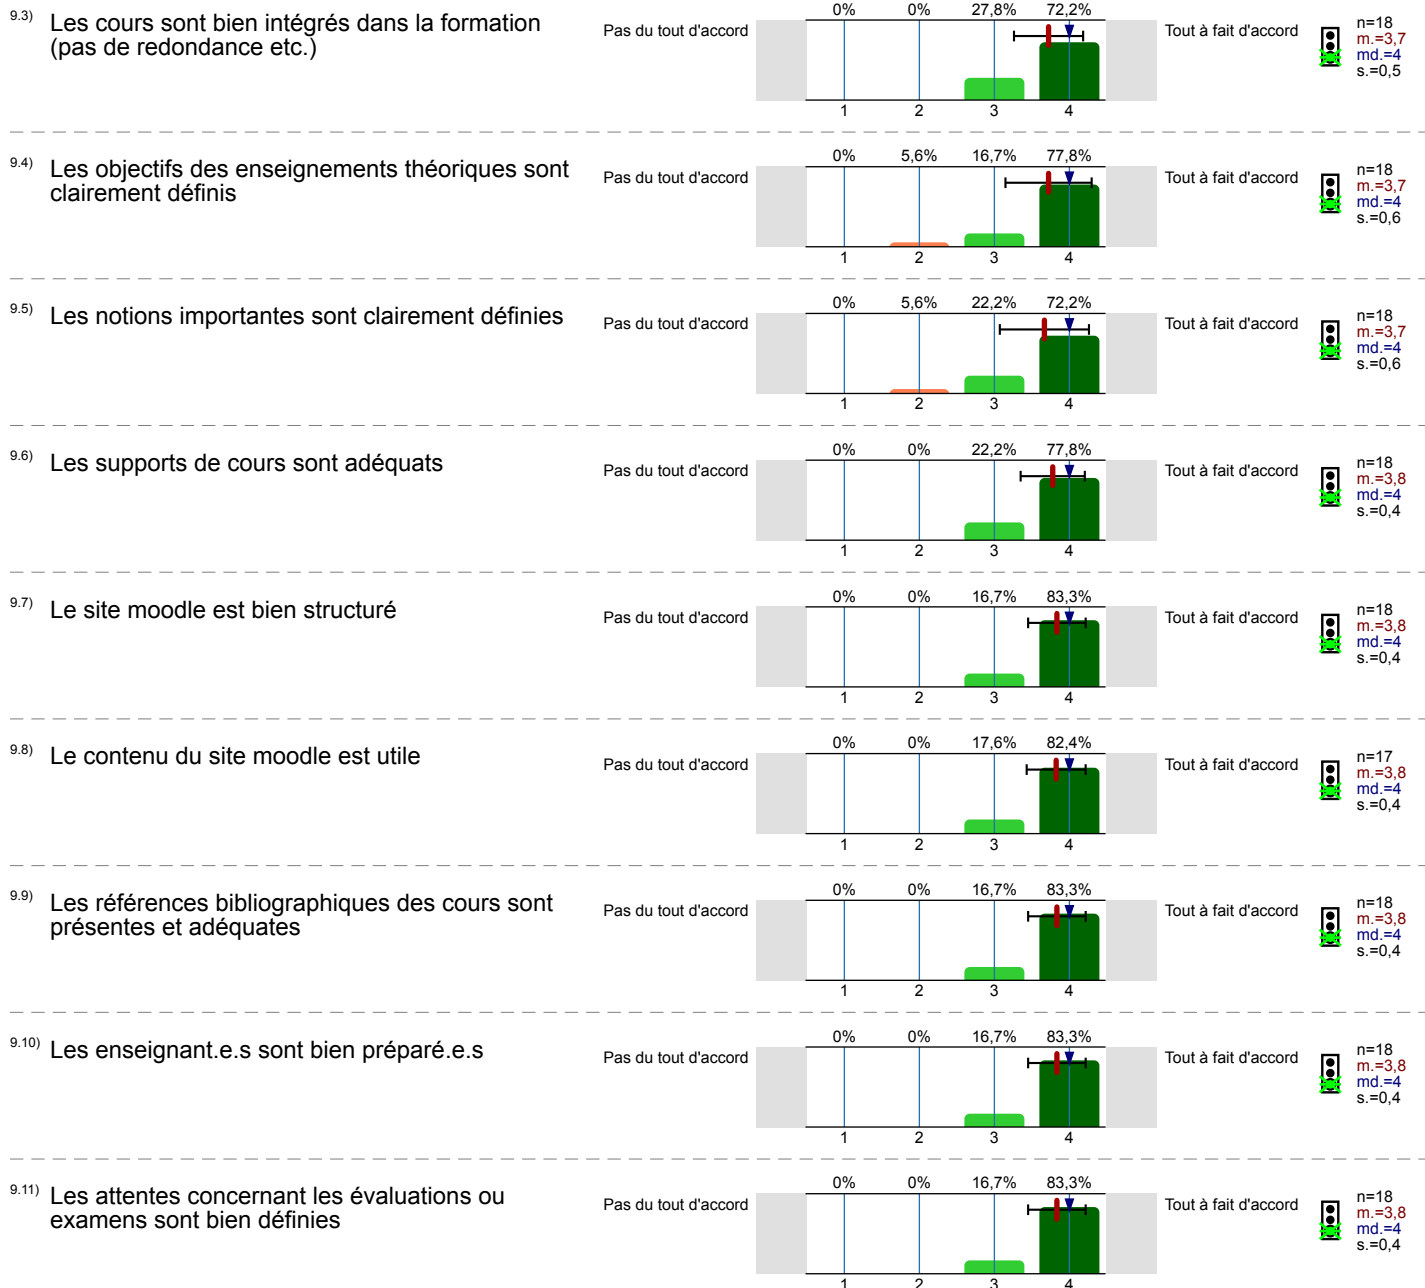 9.3) Les cours sont bien intégrés dans la formation
(pas de redondance etc.)
Pas du tout d'accord
0% 0% 27,8% 72,2%
1 2 3 4
Tout à fait d'accord
n=18
m.=3,7
md.=4
s.=0,5
9.4) Les objectifs des enseignements théoriques sont
clairement définis
Pas du tout d'accord
0% 5,6% 16,7% 77,8%
1 2 3 4
Tout à fait d'accord
n=18
m.=3,7
md.=4
s.=0,6
9.5) Les notions importantes sont clairement définies
Pas du tout d'accord
0% 5,6% 22,2% 72,2%
1 2 3 4
Tout à fait d'accord
n=18
m.=3,7
md.=4
s.=0,6
9.6) Les supports de cours sont adéquats
Pas du tout d'accord
0% 0% 22,2% 77,8%
1 2 3 4
Tout à fait d'accord
n=18
m.=3,8
md.=4
s.=0,4
9.7) Le site moodle est bien structuré
Pas du tout d'accord
0% 0% 16,7% 83,3%
1 2 3 4
Tout à fait d'accord
n=18
m.=3,8
md.=4
s.=0,4
9.8) Le contenu du site moodle est utile
Pas du tout d'accord
0% 0% 17,6% 82,4%
1 2 3 4
Tout à fait d'accord
n=17
m.=3,8
md.=4
s.=0,4
9.9) Les références bibliographiques des cours sont
présentes et adéquates
Pas du tout d'accord
0% 0% 16,7% 83,3%
1 2 3 4
Tout à fait d'accord
n=18
m.=3,8
md.=4
s.=0,4
9.10) Les enseignant.e.s sont bien préparé.e.s
Pas du tout d'accord
0% 0% 16,7% 83,3%
1 2 3 4
Tout à fait d'accord
n=18
m.=3,8
md.=4
s.=0,4
9.11) Les attentes concernant les évaluations ou
examens sont bien définies
Pas du tout d'accord
0% 0% 16,7% 83,3%
1 2 3 4
Tout à fait d'accord
n=18
m.=3,8
md.=4
s.=0,4